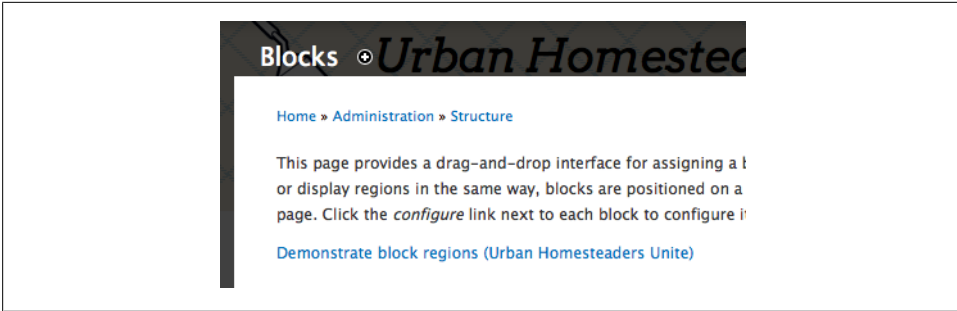 Blocks Urban Homestea
Home » Administration » Structure
This page provides a drag-and-drop interface for assigning a
or display regions in the same way, blocks are positioned on a
page. Click the configure link next to each block to configure
Demonstrate block regions (Urban Homesteaders Unite)